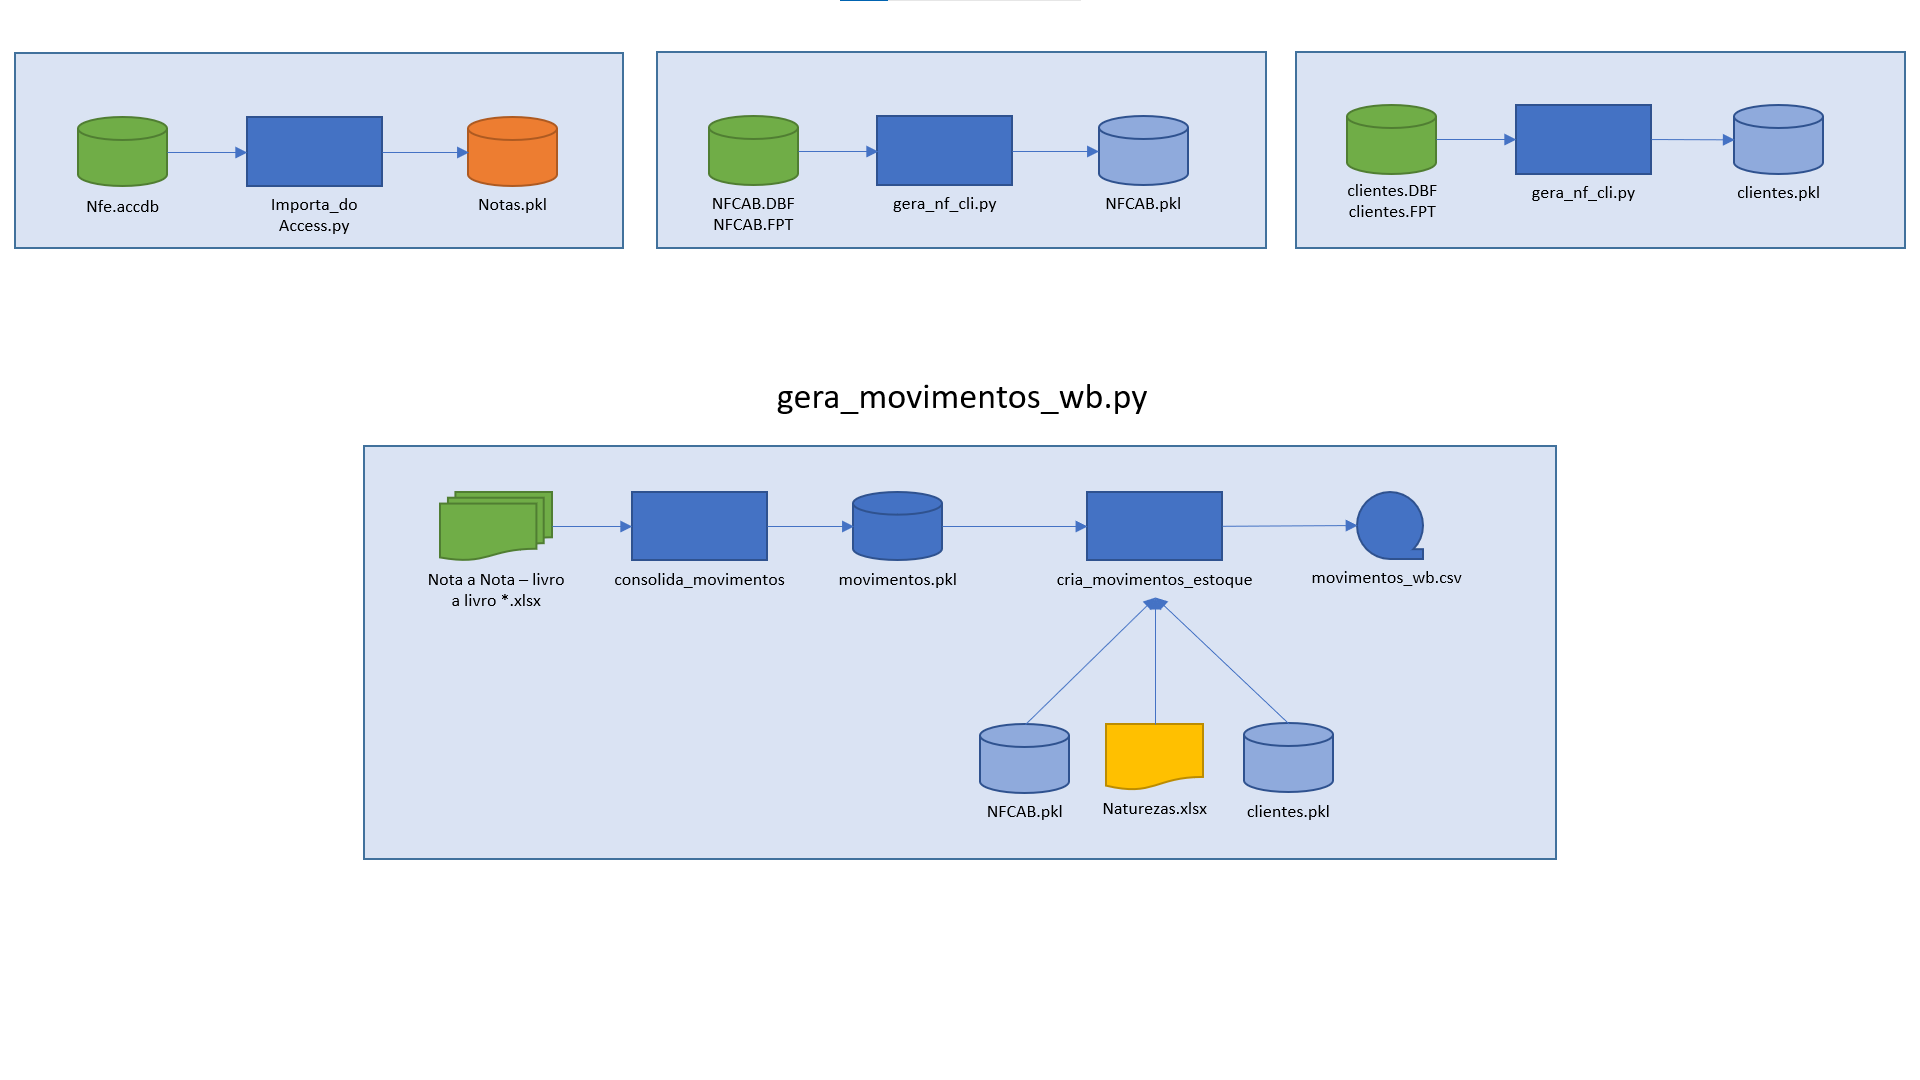 Nfe.accdb
Importa_do
Access.py
Notas.pkl
NFCAB.DBF
NFCAB.FPT
gera_nf_cli.py
NFCAB.pkl
clientes.DBF
clientes.FPT
gera_nf_cli.py
clientes.pkl
gera_movimentos_wb.py
Nota a Nota – livro
a livro *.xlsx
consolida_movimentos
movimentos.pkl
cria_movimentos_estoque
movimentos_wb.csv
NFCAB.pkl
Naturezas.xlsx
clientes.pkl